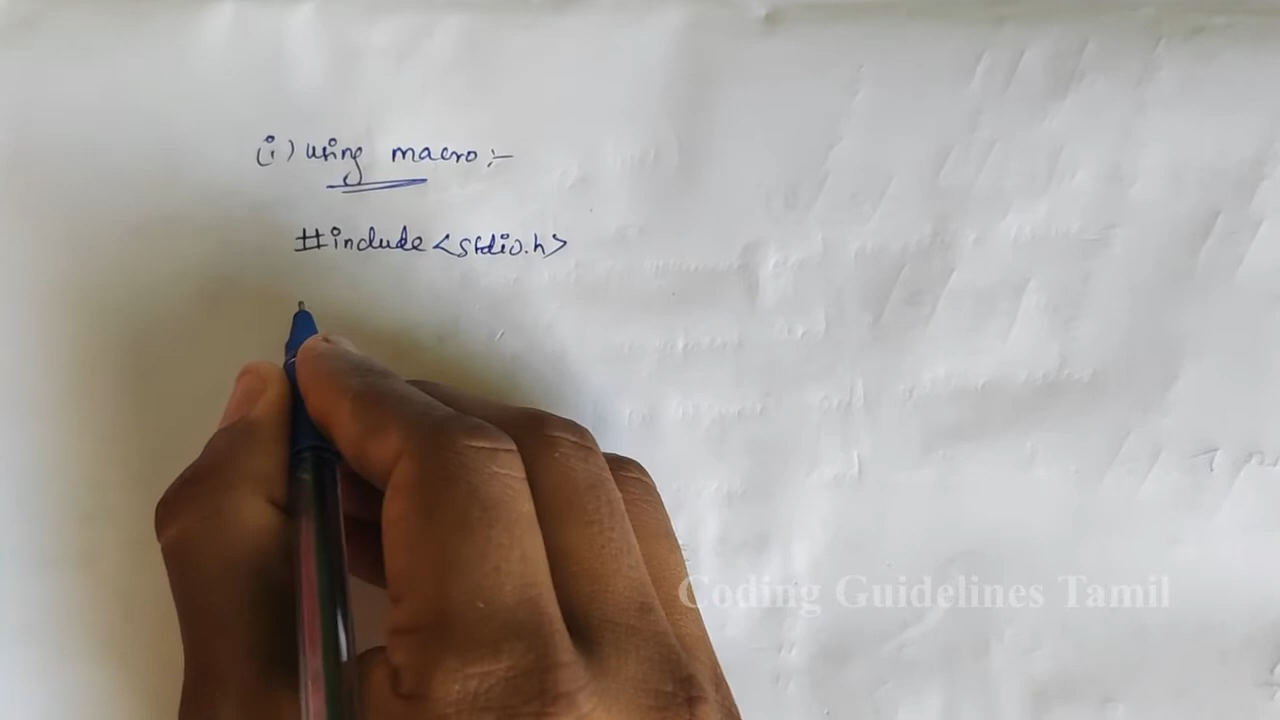 (i) using macro :-
#include <stdio.h>
Coding Guidelines Tamil